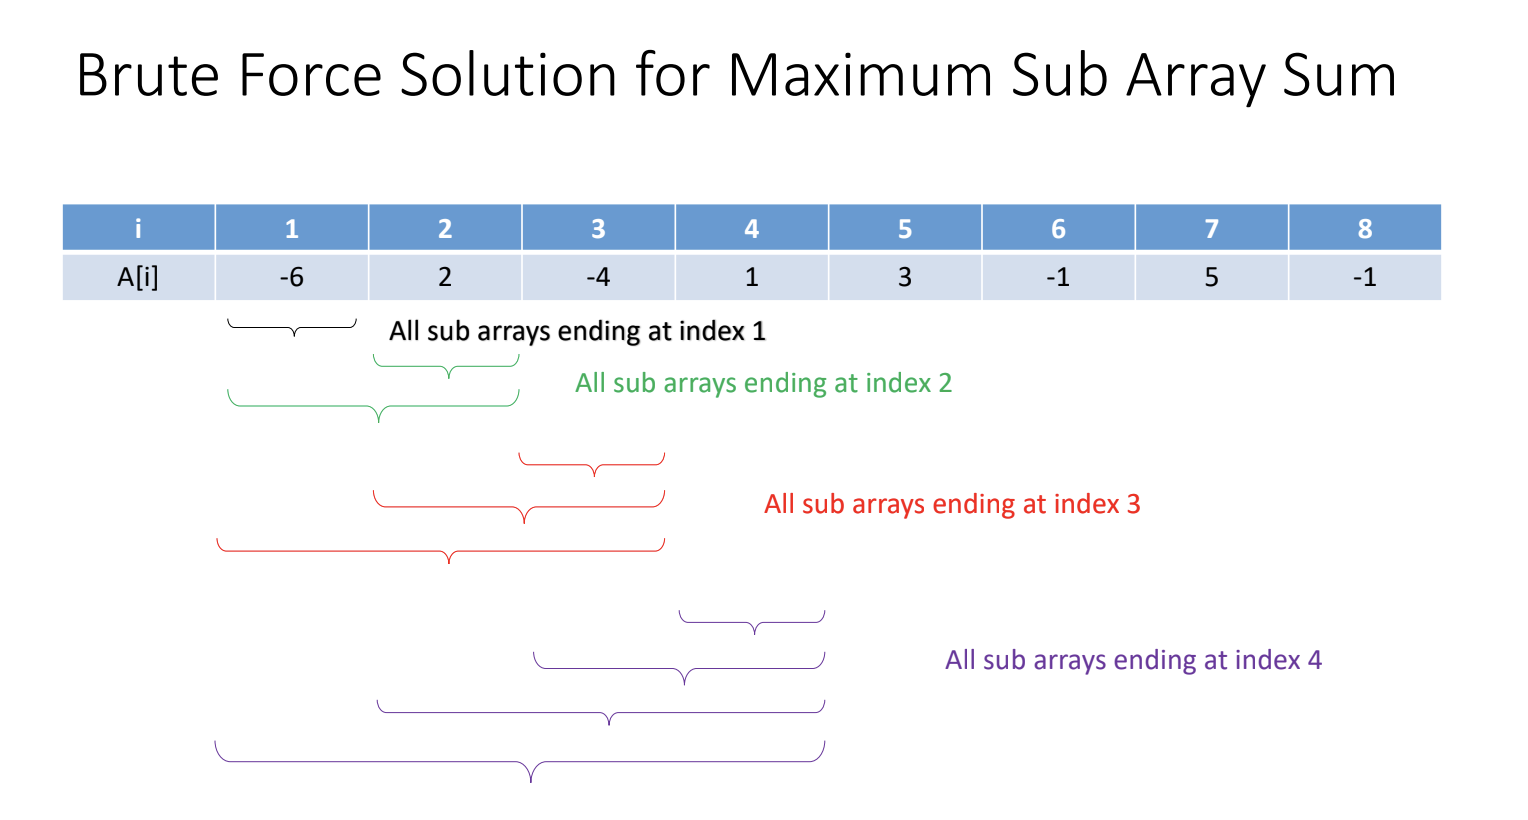 Brute Force Solution for Maximum Sub Array Sum
i 1 2 3 4 5 6 7 8
A[i] -6 2 -4 1 3 -1 5 -1
All sub arrays ending at index 1
All sub arrays ending at index 2
All sub arrays ending at index 3
All sub arrays ending at index 4